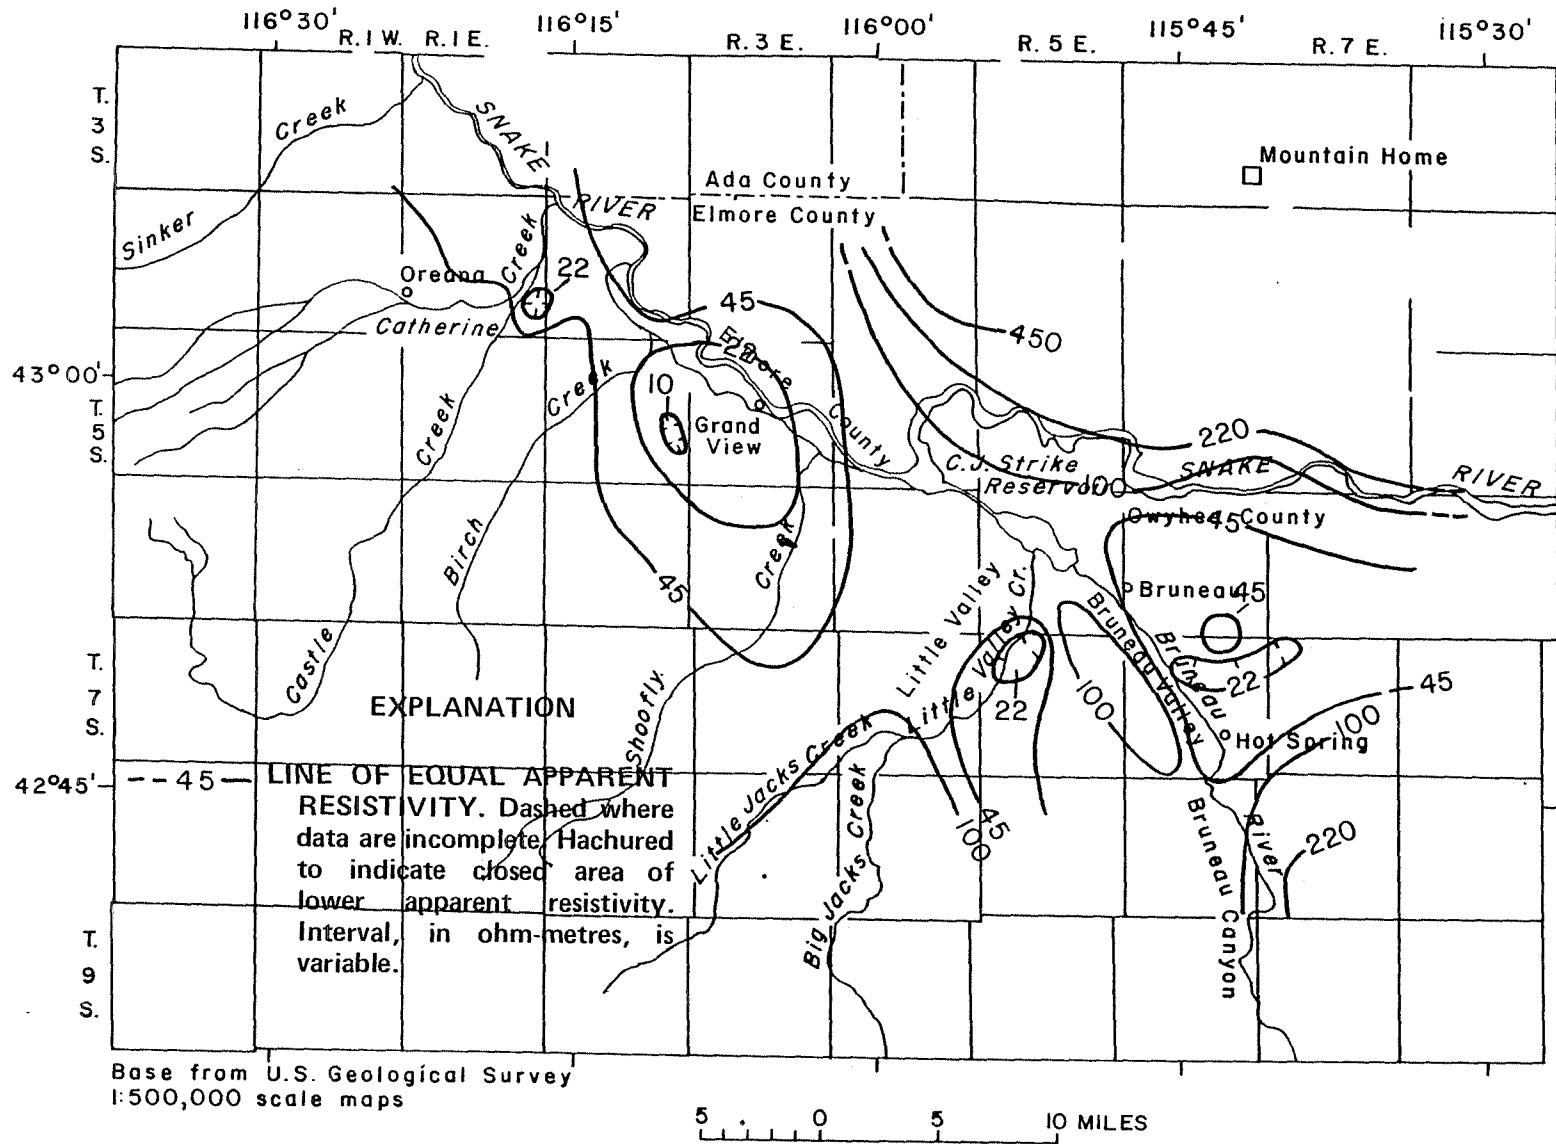 116°30' 116°15' 116°00' 115°45' 115°30'
R. 1 W. R. 1 E. R. 3 E. R. 5 E. R. 7 E.
T.
3
S.
Creek
SNAKE
RIVER
Mountain Home
Ada County
Elmore County
Sinker
Creek
22
Oreana
Catherine
45
450
43°00'
T.
5
S.
Creek
10
22
Elmore
County
Grand
View
Creek
220
C.J. Strike
Reservoir
100
SNAKE
RIVER
Owyhee County
45
Birch
Creek
45
Little Valley
Little Valley Cr.
Bruneau
45
Bruneau Valley
Bruneau
22
T.
7
S.
Castle
Shoofly
22
100
45
100
Hot Spring
EXPLANATION
Little Jacks Creek
42°45'
45 LINE OF EQUAL APPARENT
RESISTIVITY. Dashed where
data are incomplete. Hachured
to indicate closed area of
lower apparent resistivity.
Interval, in ohm-metres, is
variable.
Big Jacks Creek
45
100
Bruneau Canyon
River
220
T.
9
S.
Base from U.S. Geological Survey
1:500,000 scale maps
5 0 5 10 MILES